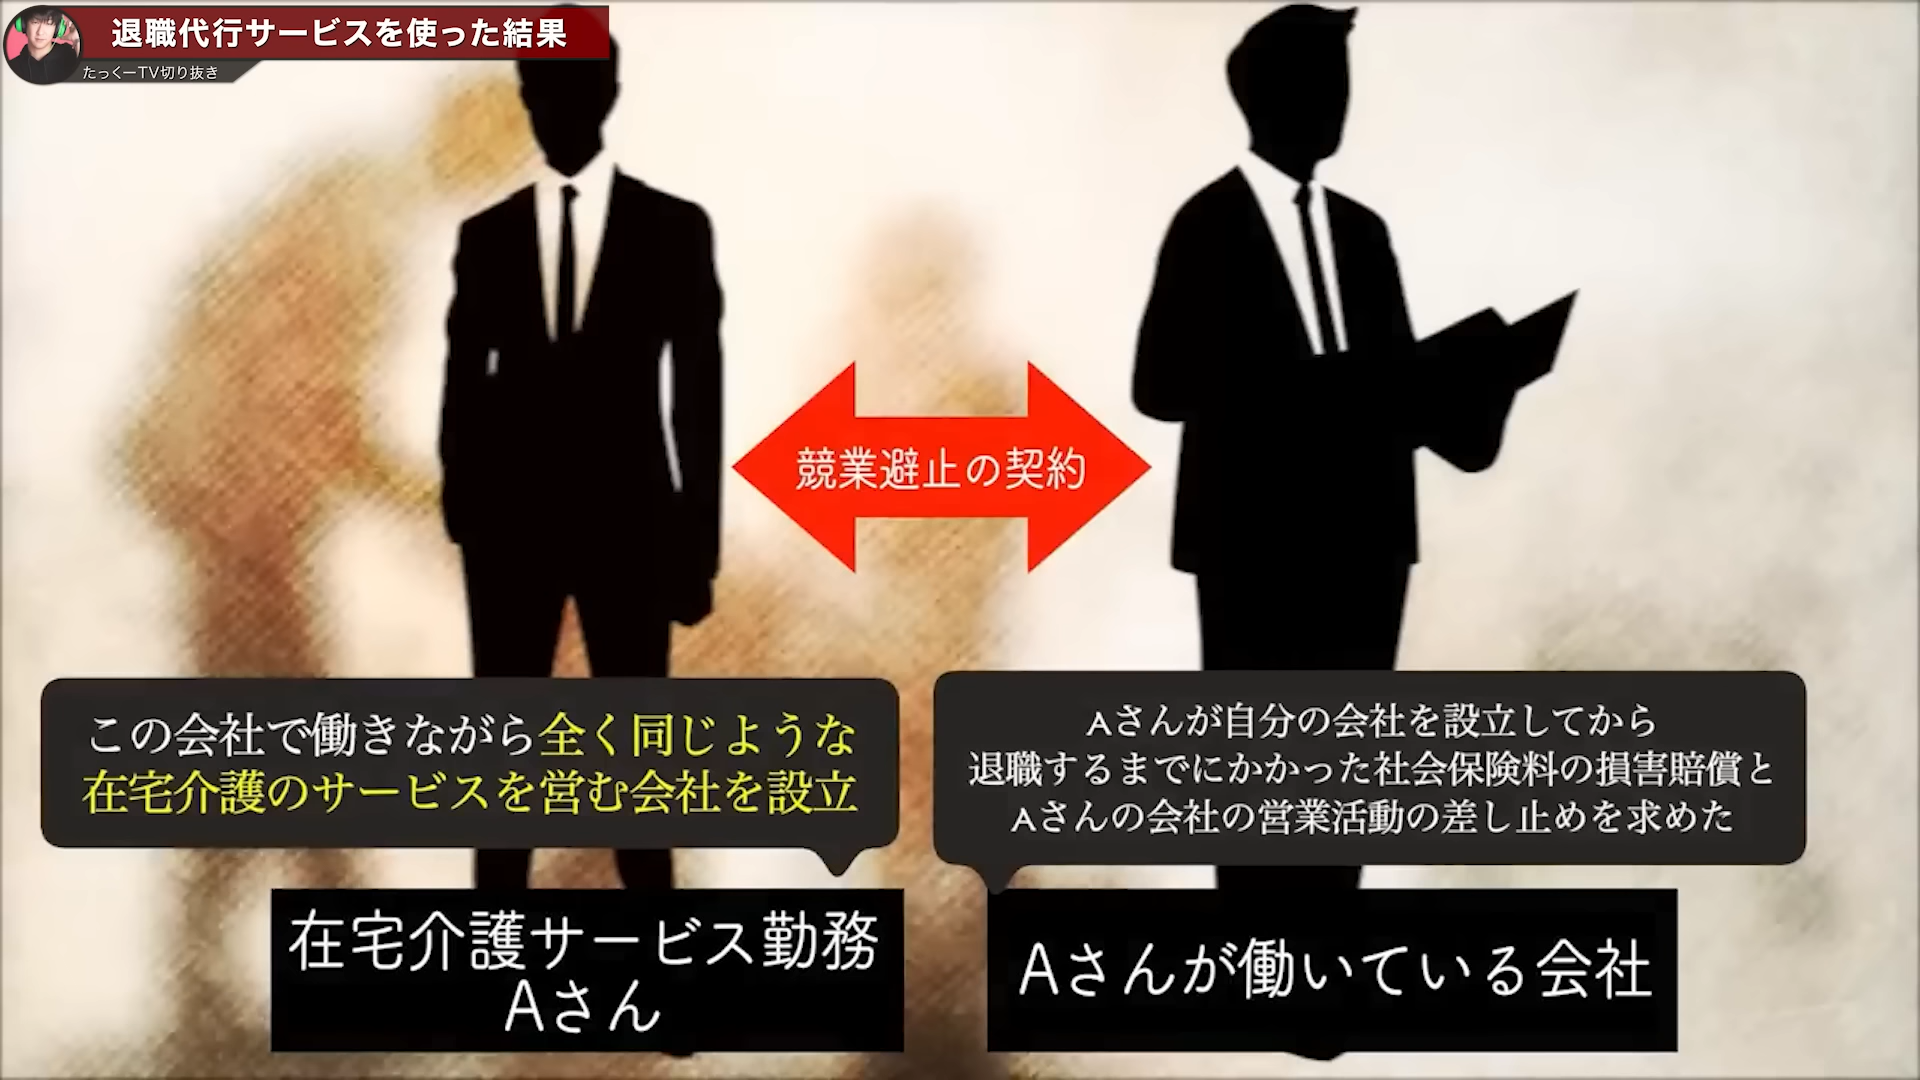 退職代行サービスを使った結果
たっくーTV切り抜き
競業避止の契約
この会社で働きながら全く同じような
在宅介護のサービスを営む会社を設立
Aさんが自分の会社を設立してから
退職するまでにかかった社会保険料の損害賠償と
Aさんの会社の営業活動の差し止めを求めた
在宅介護サービス勤務
Aさん
Aさんが働いている会社